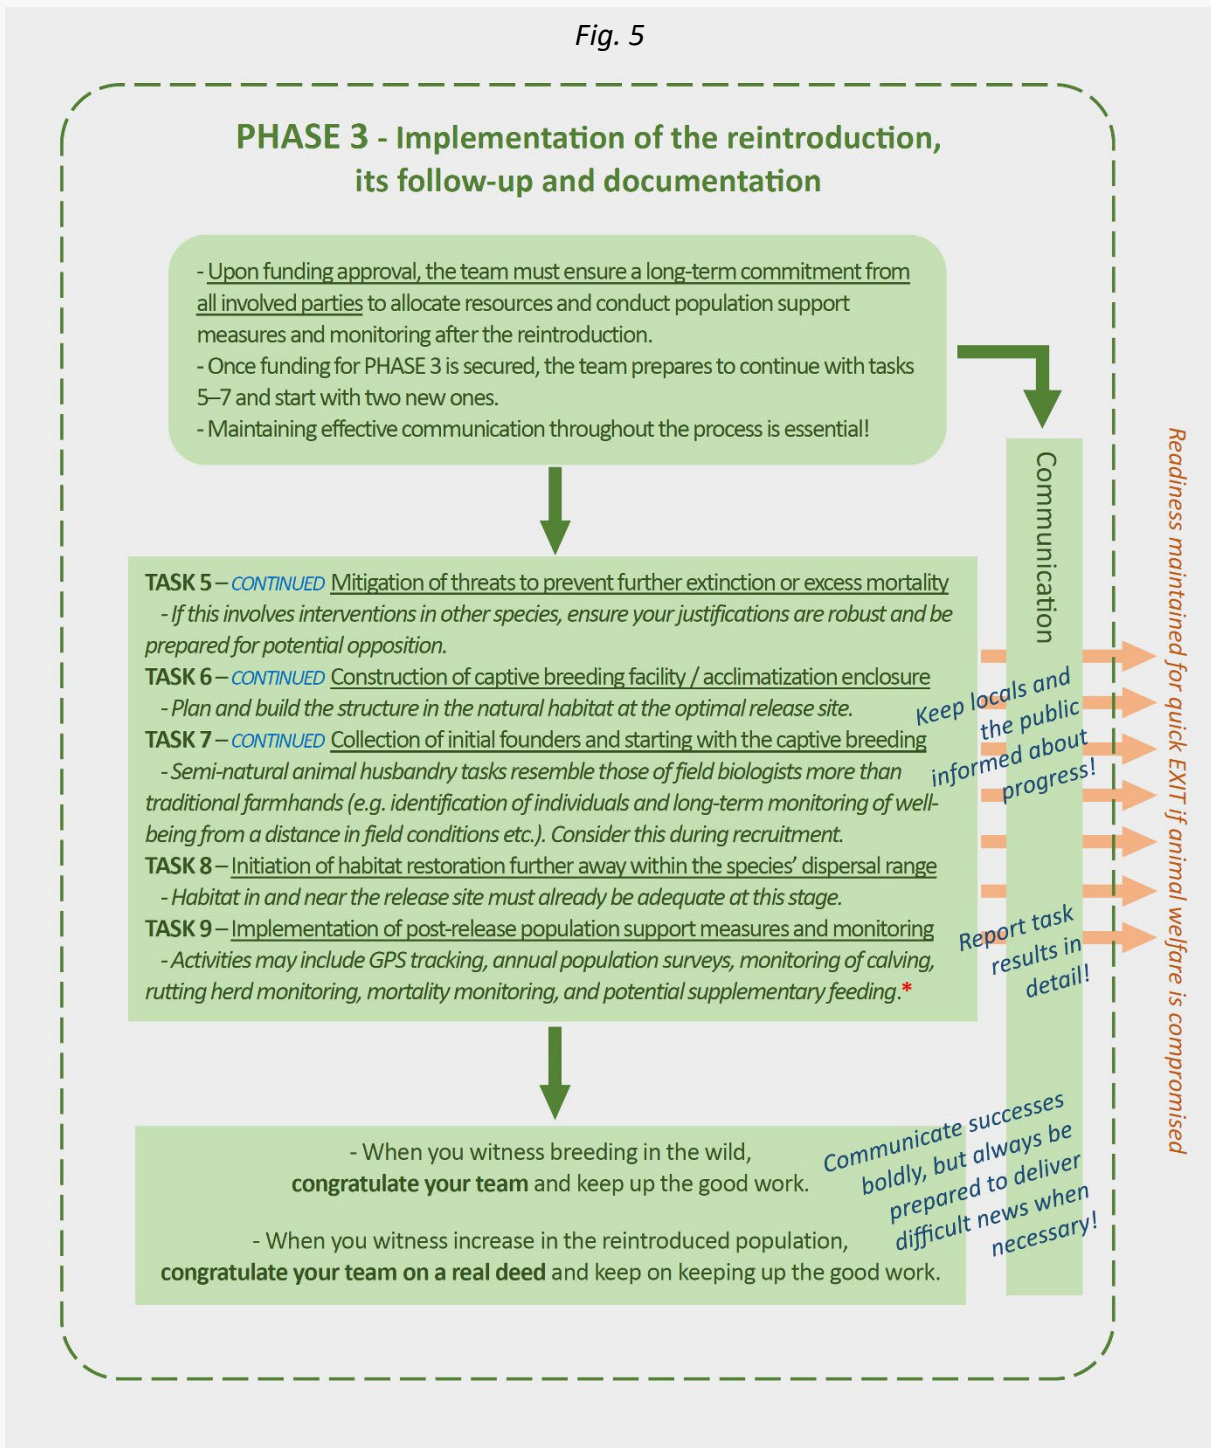 Fig. 5
PHASE 3 - Implementation of the reintroduction,
its follow-up and documentation
- Upon funding approval, the team must ensure a long-term commitment from
all involved parties to allocate resources and conduct population support
measures and monitoring after the reintroduction.
- Once funding for PHASE 3 is secured, the team prepares to continue with tasks
5–7 and start with two new ones.
- Maintaining effective communication throughout the process is essential!
TASK 5 – CONTINUED Mitigation of threats to prevent further extinction or excess mortality
- If this involves interventions in other species, ensure your justifications are robust and be
prepared for potential opposition.
TASK 6 – CONTINUED Construction of captive breeding facility / acclimatization enclosure
- Plan and build the structure in the natural habitat at the optimal release site.
TASK 7 – CONTINUED Collection of initial founders and starting with the captive breeding
- Semi-natural animal husbandry tasks resemble those of field biologists more than
traditional farmhands (e.g. identification of individuals and long-term monitoring of well-
being from a distance in field conditions etc.). Consider this during recruitment.
TASK 8 – Initiation of habitat restoration further away within the species’ dispersal range
- Habitat in and near the release site must already be adequate at this stage.
TASK 9 – Implementation of post-release population support measures and monitoring
- Activities may include GPS tracking, annual population surveys, monitoring of calving,
rutting herd monitoring, mortality monitoring, and potential supplementary feeding.*
- When you witness breeding in the wild,
congratulate your team and keep up the good work.
- When you witness increase in the reintroduced population,
congratulate your team on a real deed and keep on keeping up the good work.
Communication
Keep locals and
the public
informed about
progress!
Report task
results in
detail!
Communicate successes
boldly, but always be
prepared to deliver
difficult news when
necessary!
Readiness maintained for quick EXIT if animal welfare is compromised